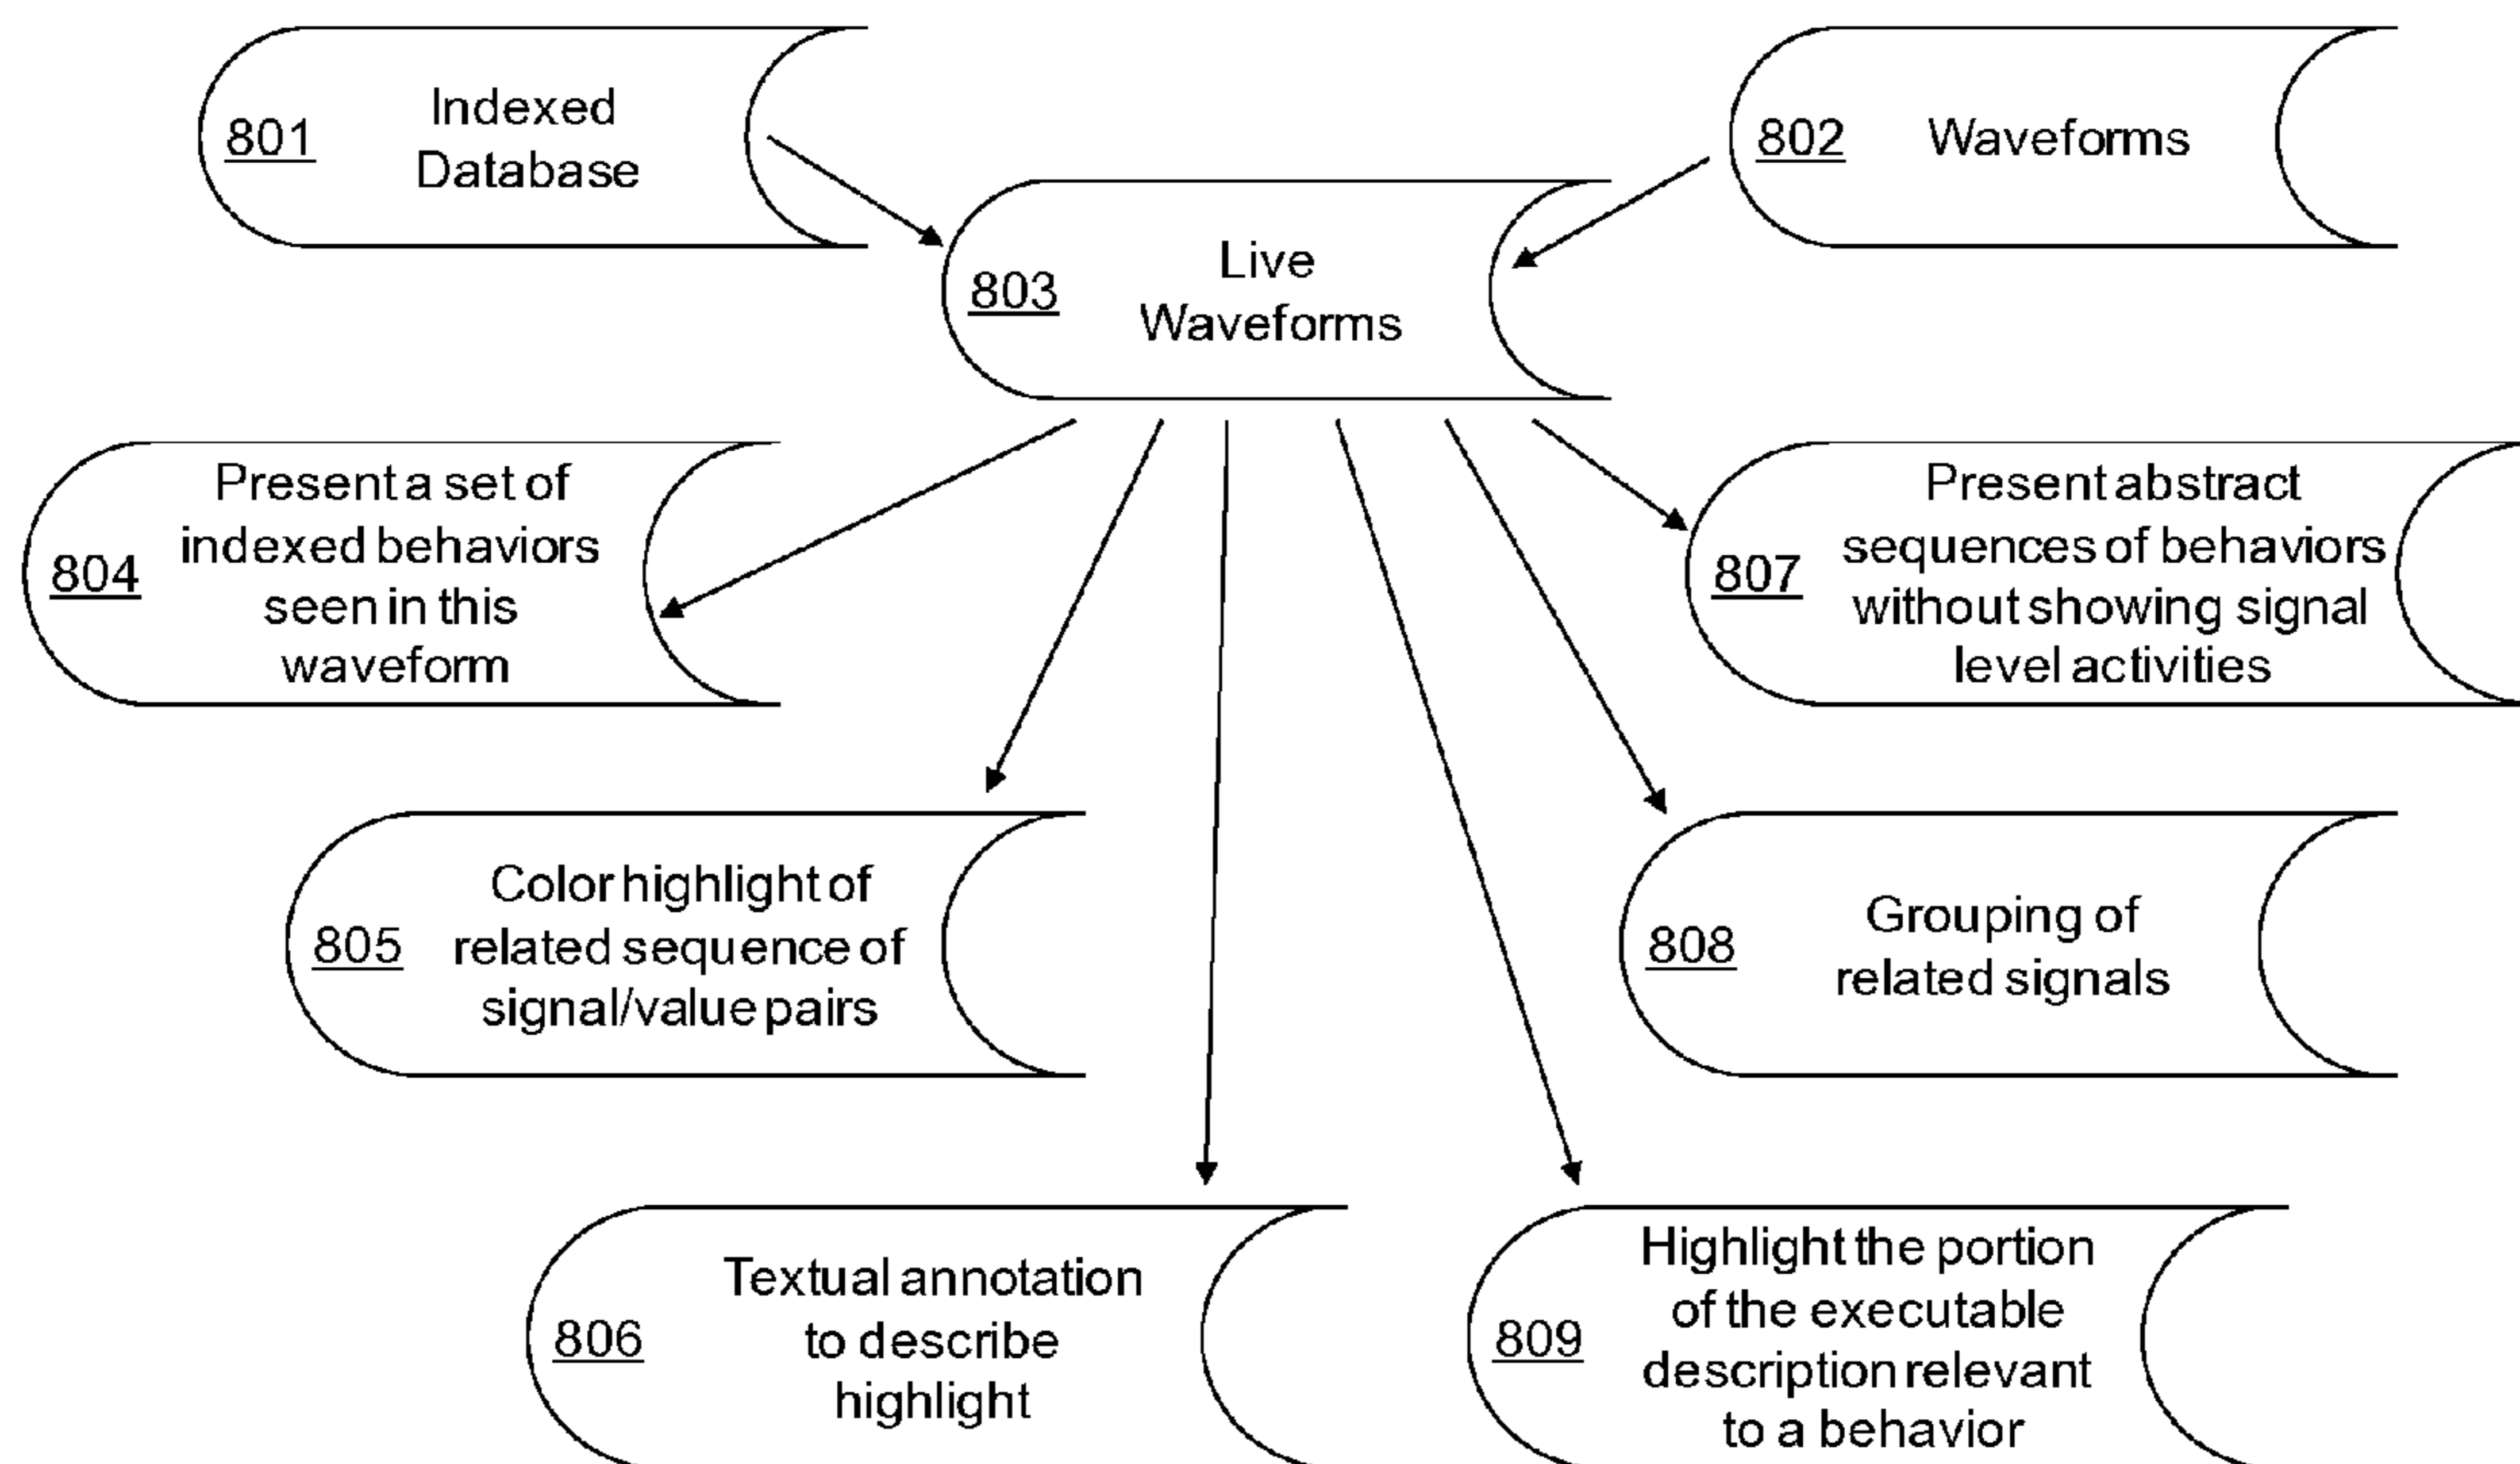 801
Indexed
Database
802
Waveforms
803
Live
Waveforms
804
Present a set of
indexed behaviors
seen in this
waveform
807
Present abstract
sequences of behaviors
without showing signal
level activities
805
Color highlight of
related sequence of
signal/value pairs
808
Grouping of
related signals
806
Textual annotation
to describe
highlight
809
Highlight the portion
of the executable
description relevant
to a behavior